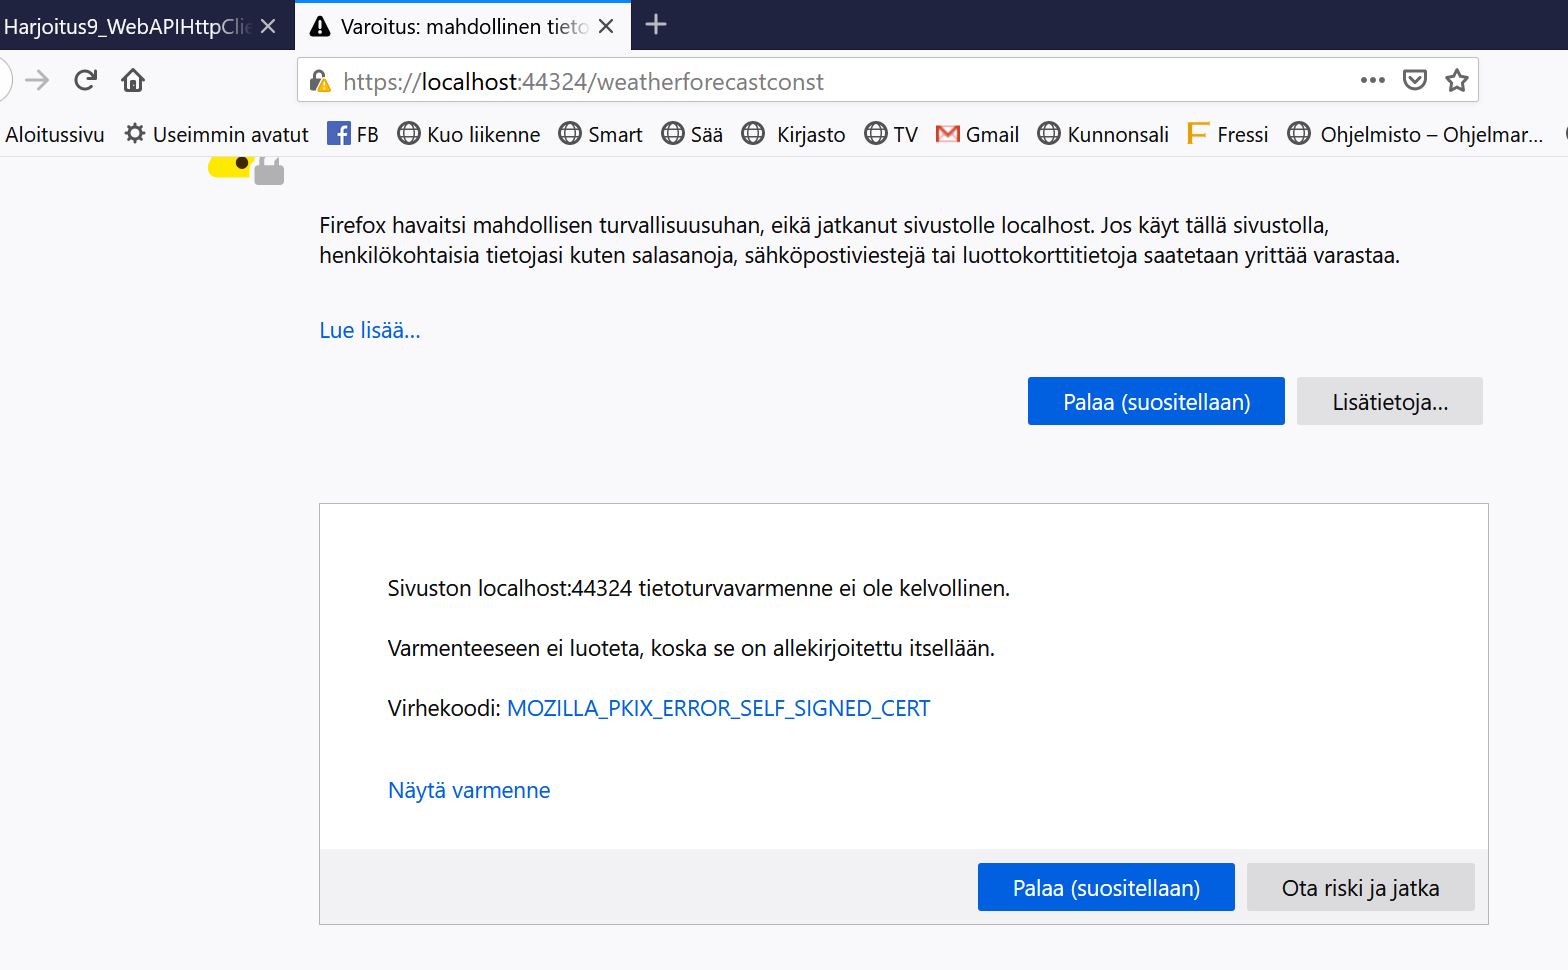 Harjoitus9_WebAPIHttpClie
Varoitus: mahdollinen tieto
https://localhost:44324/weatherforecastconst
Aloitussivu Useimmin avatut FB Kuo liikenne Smart Sää Kirjasto TV Gmail Kunnonsali Fressi Ohjelmisto – Ohjelmar...
Firefox havaitsi mahdollisen turvallisuusuhan, eikä jatkanut sivustolle localhost. Jos käyt tällä sivustolla,
henkilökohtaisia tietojasi kuten salasanoja, sähköpostiviestejä tai luottokorttitietoja saatetaan yrittää varastaa.
Lue lisää...
Palaa (suositellaan) Lisätietoja...
Sivuston localhost:44324 tietoturvavarmenne ei ole kelvollinen.
Varmenteeseen ei luoteta, koska se on allekirjoitettu itsellään.
Virhekoodi: MOZILLA_PKIX_ERROR_SELF_SIGNED_CERT
Näytä varmenne
Palaa (suositellaan) Ota riski ja jatka